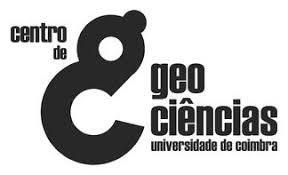 centro
de
g
geo
ciências
universidade de coimbra